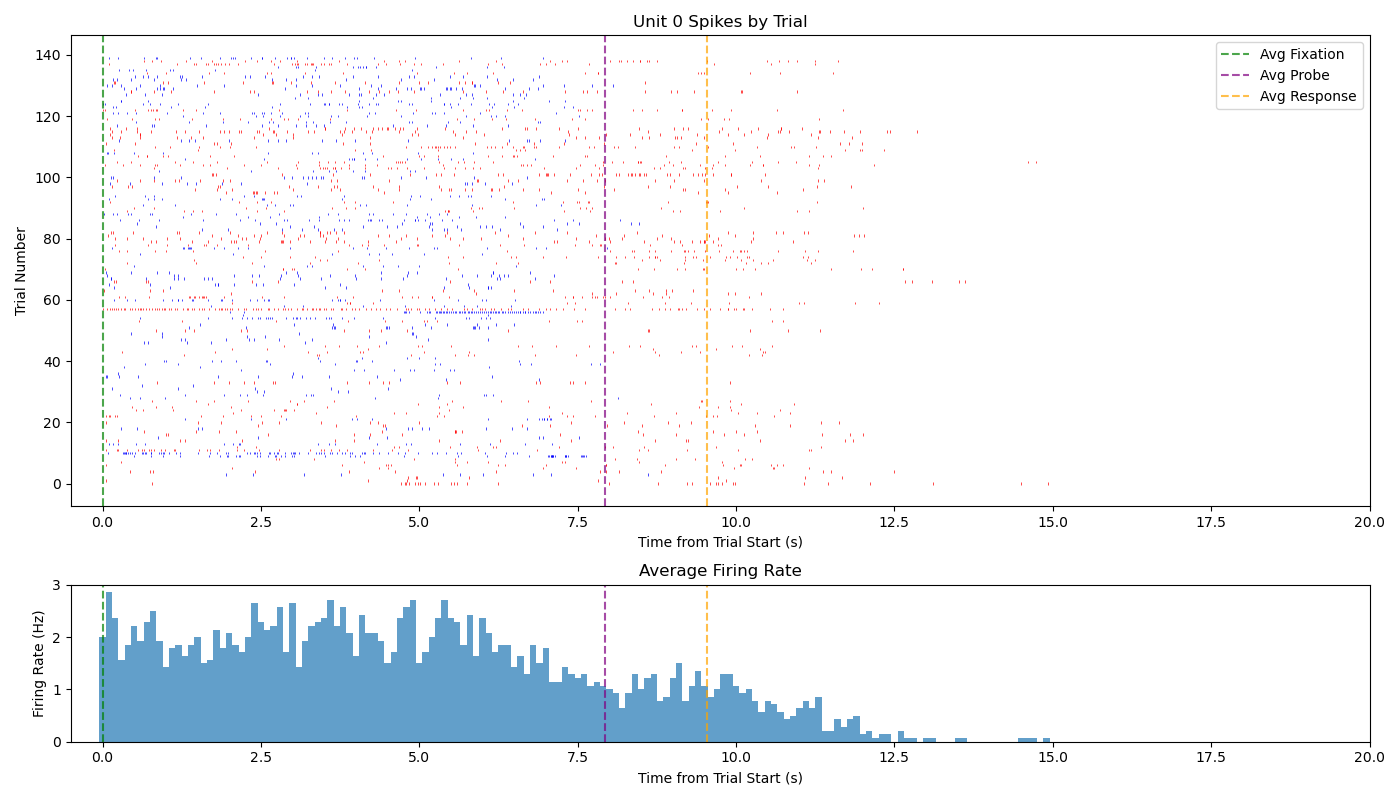 Unit 0 Spikes by Trial
Avg Fixation
Avg Probe
Avg Response
Trial Number
140
120
100
80
60
40
20
0
0.0 2.5 5.0 7.5 10.0 12.5 15.0 17.5 20.0
Time from Trial Start (s)
Average Firing Rate
Firing Rate (Hz)
3
2
1
0
0.0 2.5 5.0 7.5 10.0 12.5 15.0 17.5 20.0
Time from Trial Start (s)